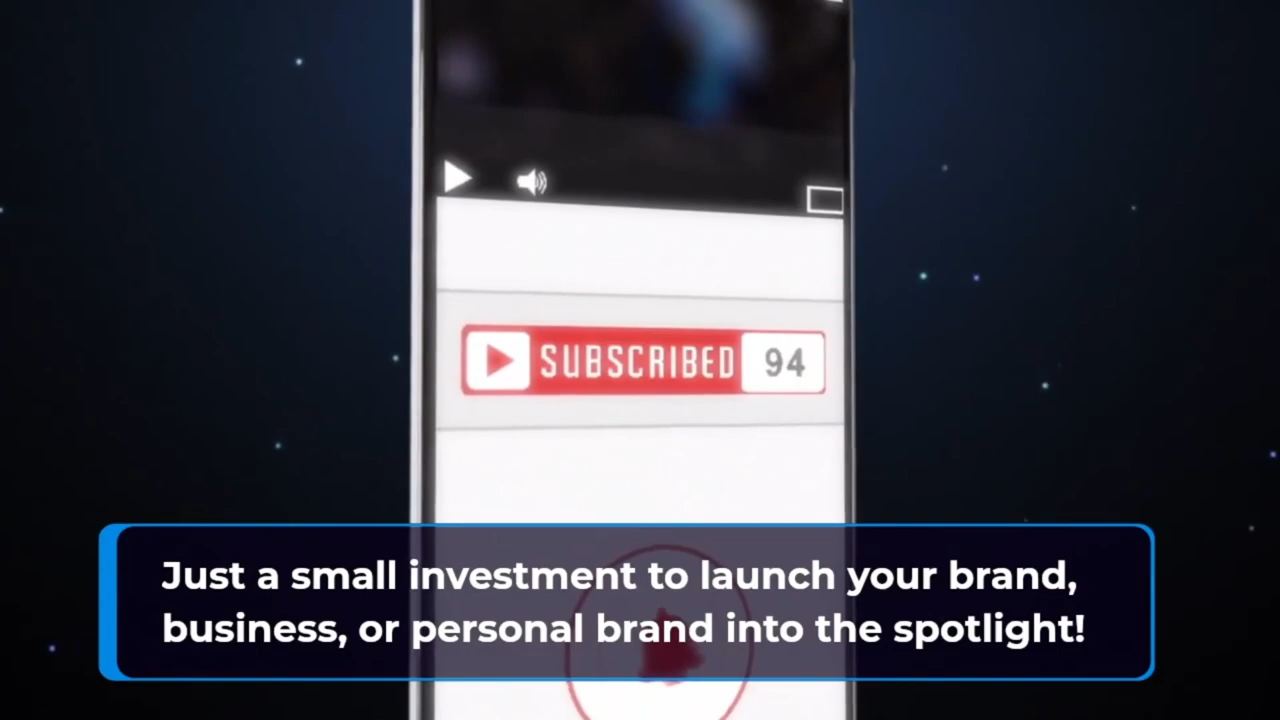 SUBSCRIBED 94
Just a small investment to launch your brand,
business, or personal brand into the spotlight!